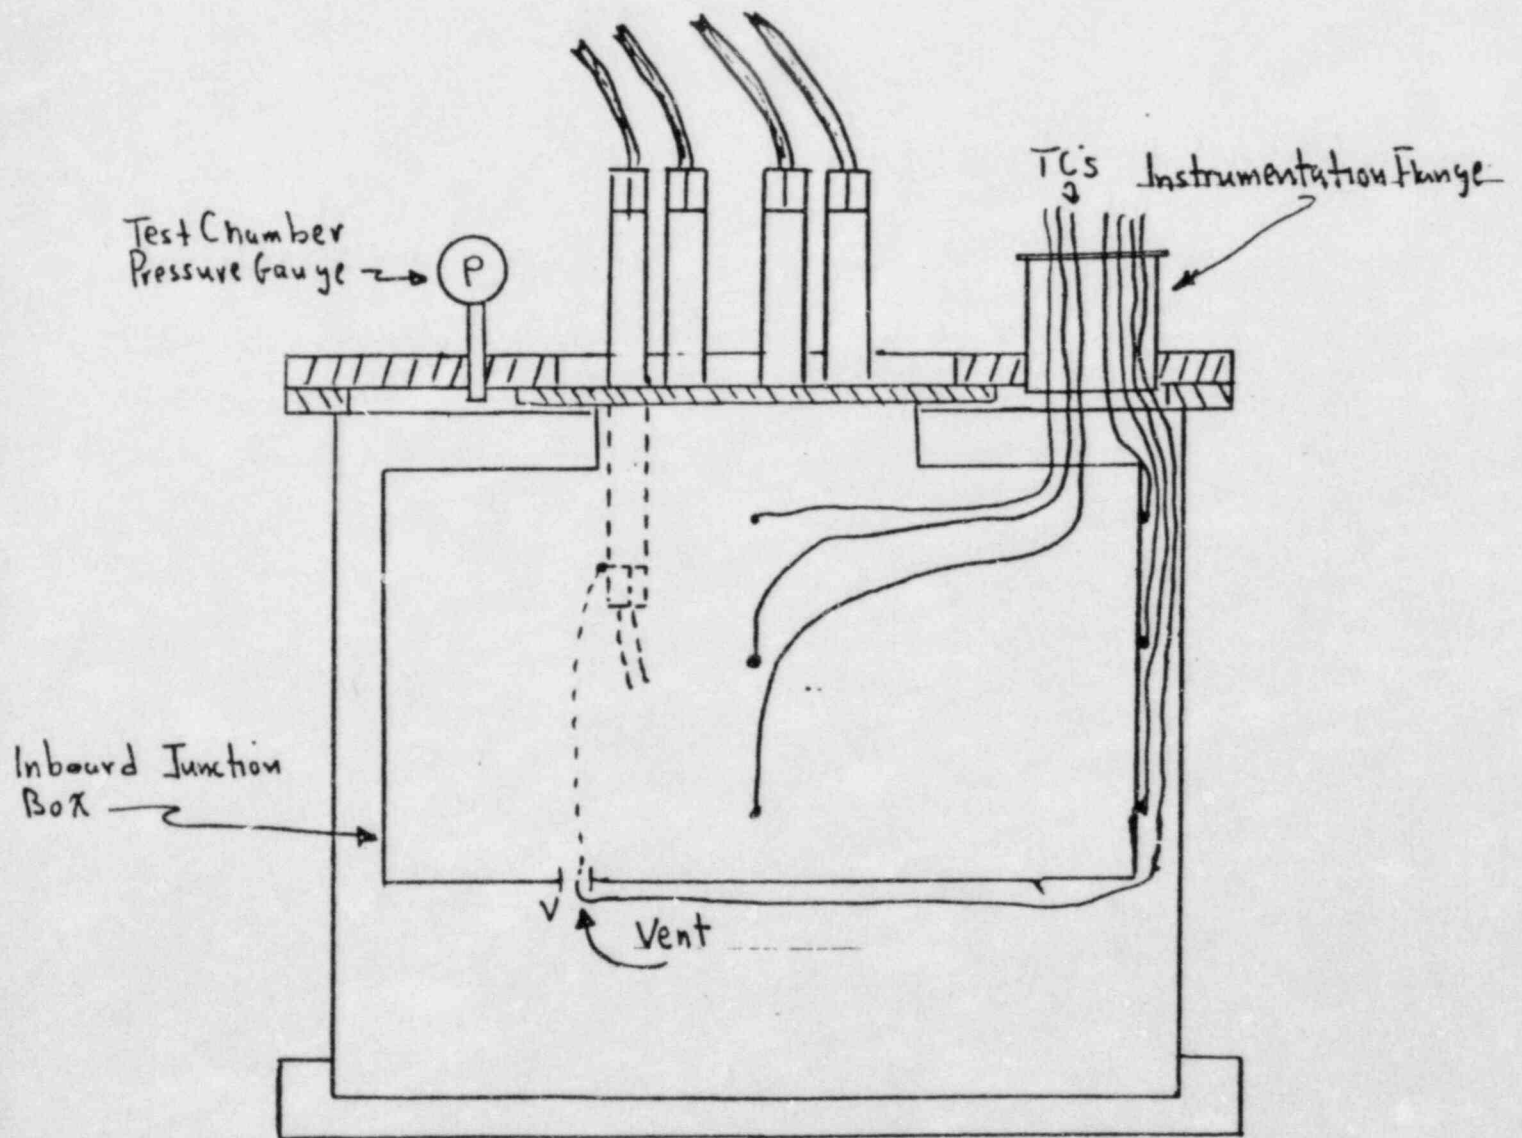 TC's
Instrumentation Flange
Test Chamber
Pressure Gauge
P
Inboard Junction
Box
V
Vent